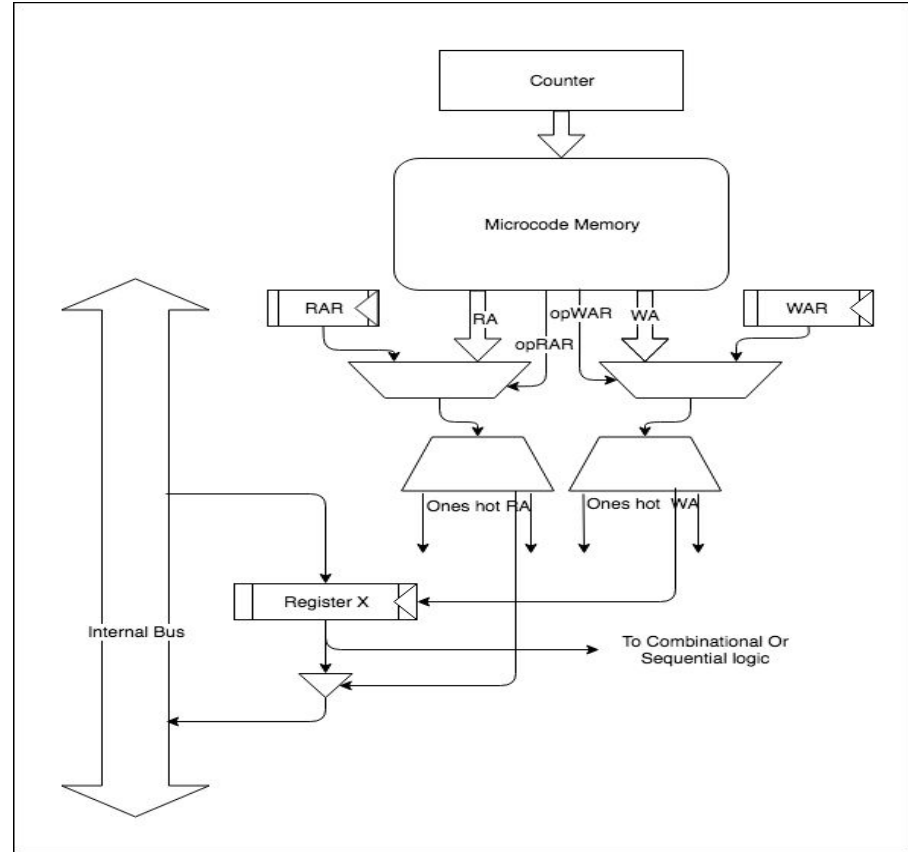 Counter
Microcode Memory
RAR
RA
opWAR
WA
WAR
opRAR
Ones hot RA
Ones hot WA
Register X
Internal Bus
To Combinational Or
Sequential logic